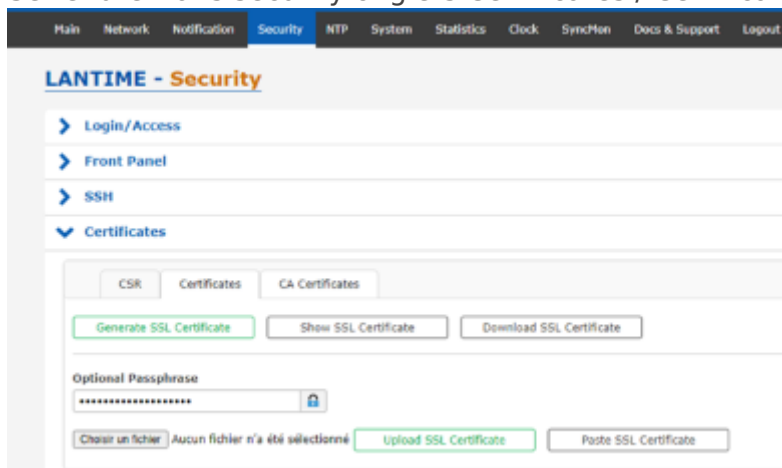 Main Network Notification Security NTP System Statistics Clock SyncMon Docs & Support Logout
LANTIME - Security
Login/Access
Front Panel
SSH
Certificates
CSR Certificates CA Certificates
Generate SSL Certificate Show SSL Certificate Download SSL Certificate
Optional Passphrase
•••••••••••••••••••
Choisir un fichier Aucun fichier n'a été sélectionné Upload SSL Certificate Paste SSL Certificate